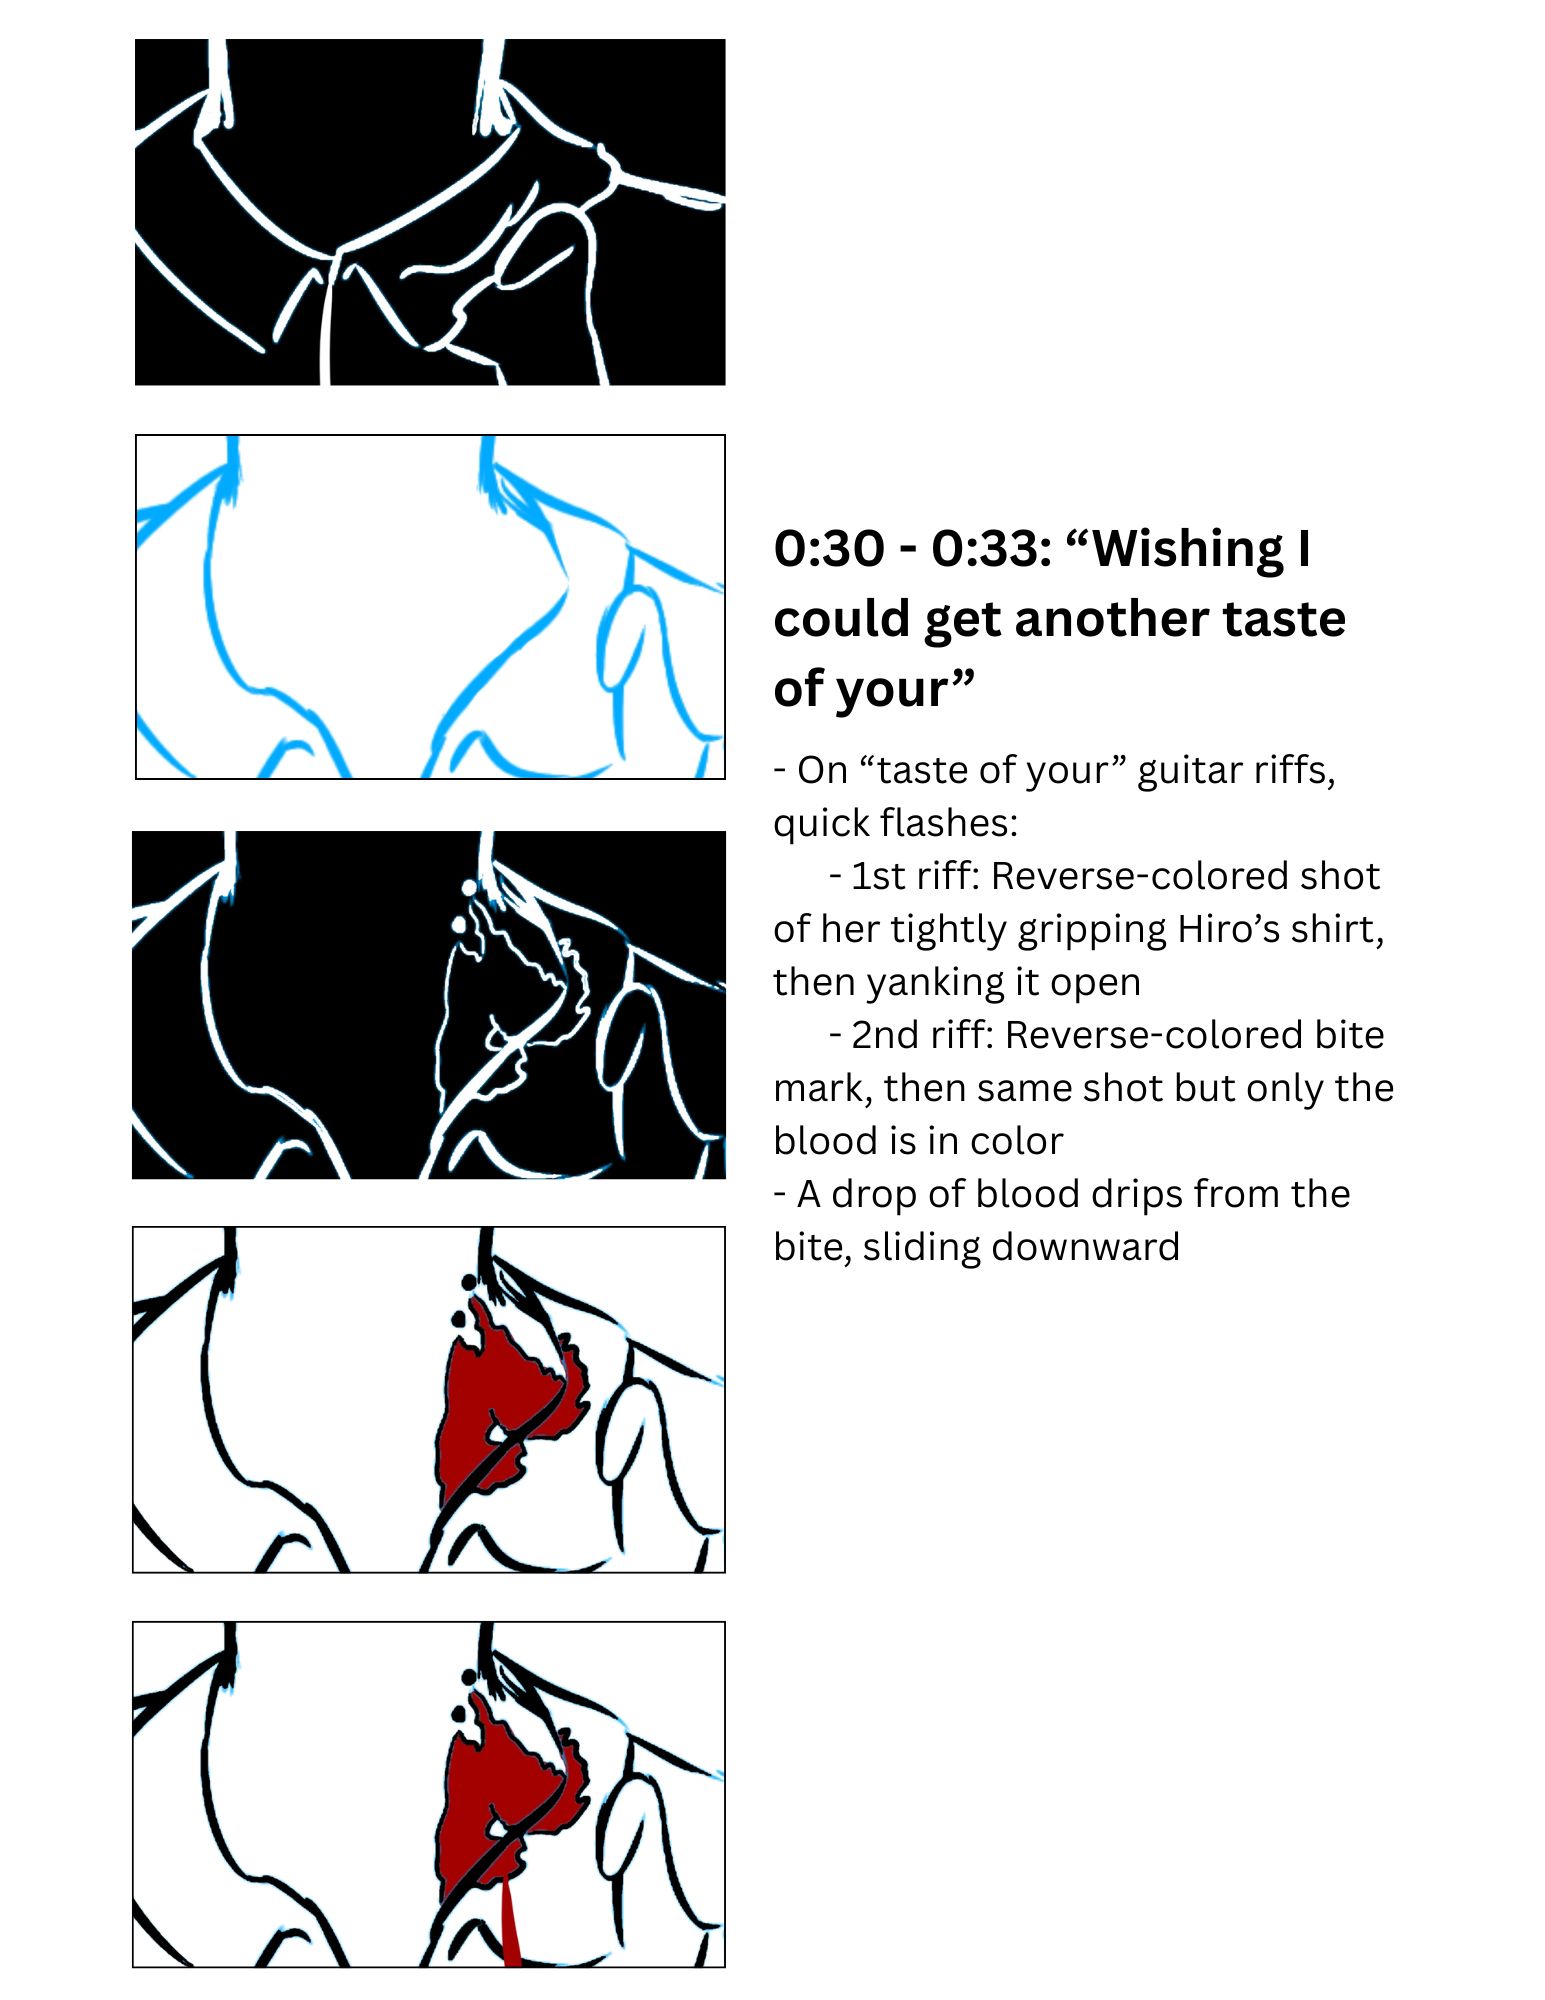 0:30 - 0:33: “Wishing I
could get another taste
of your”
- On “taste of your” guitar riffs,
quick flashes:
- 1st riff: Reverse-colored shot
of her tightly gripping Hiro’s shirt,
then yanking it open
- 2nd riff: Reverse-colored bite
mark, then same shot but only the
blood is in color
- A drop of blood drips from the
bite, sliding downward